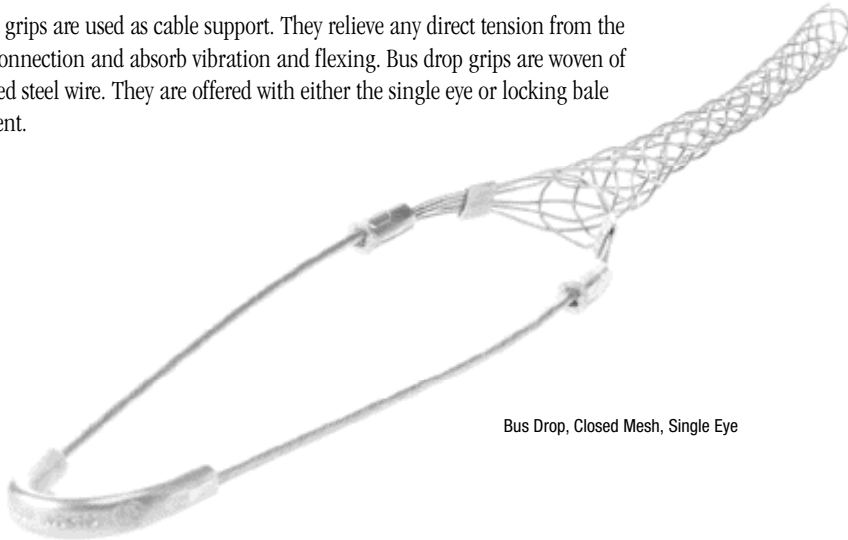 grips are used as cable support. They relieve any direct tension from the
onnection and absorb vibration and flexing. Bus drop grips are woven of
ed steel wire. They are offered with either the single eye or locking bale
ent.
Bus Drop, Closed Mesh, Single Eye